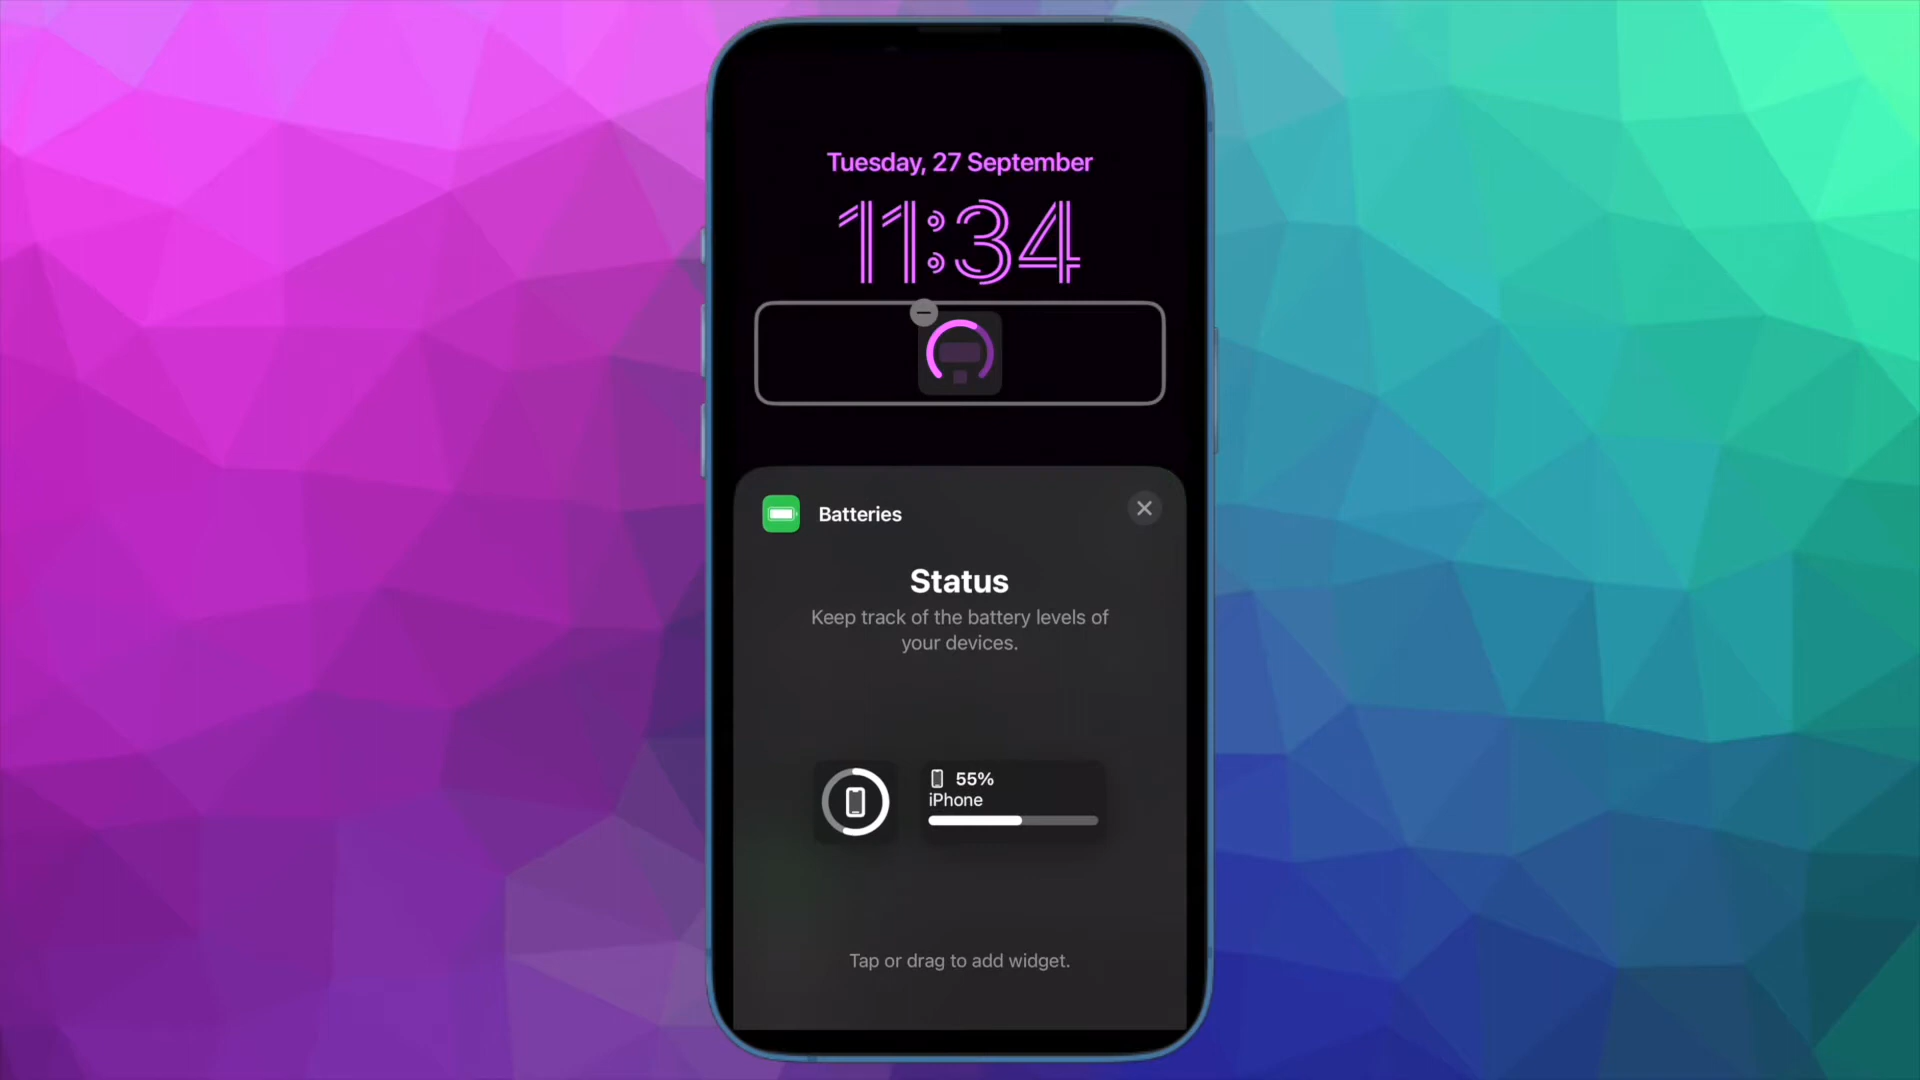 Tuesday, 27 September
11:34
Batteries
Status
Keep track of the battery levels of
your devices.
55%
iPhone
Tap or drag to add widget.